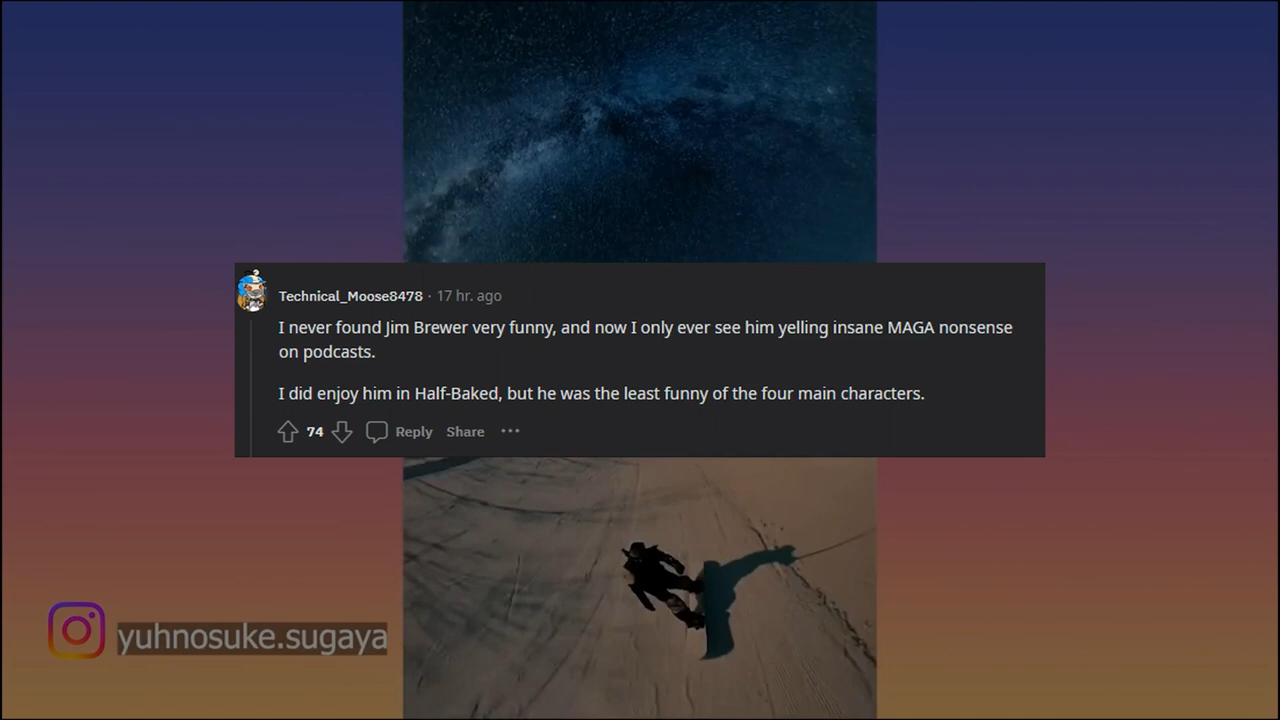 Technical_Moose8478 · 17 hr. ago
I never found Jim Brewer very funny, and now I only ever see him yelling insane MAGA nonsense
on podcasts.
I did enjoy him in Half-Baked, but he was the least funny of the four main characters.
74 Reply Share ···
yuhnosuke.sugaya